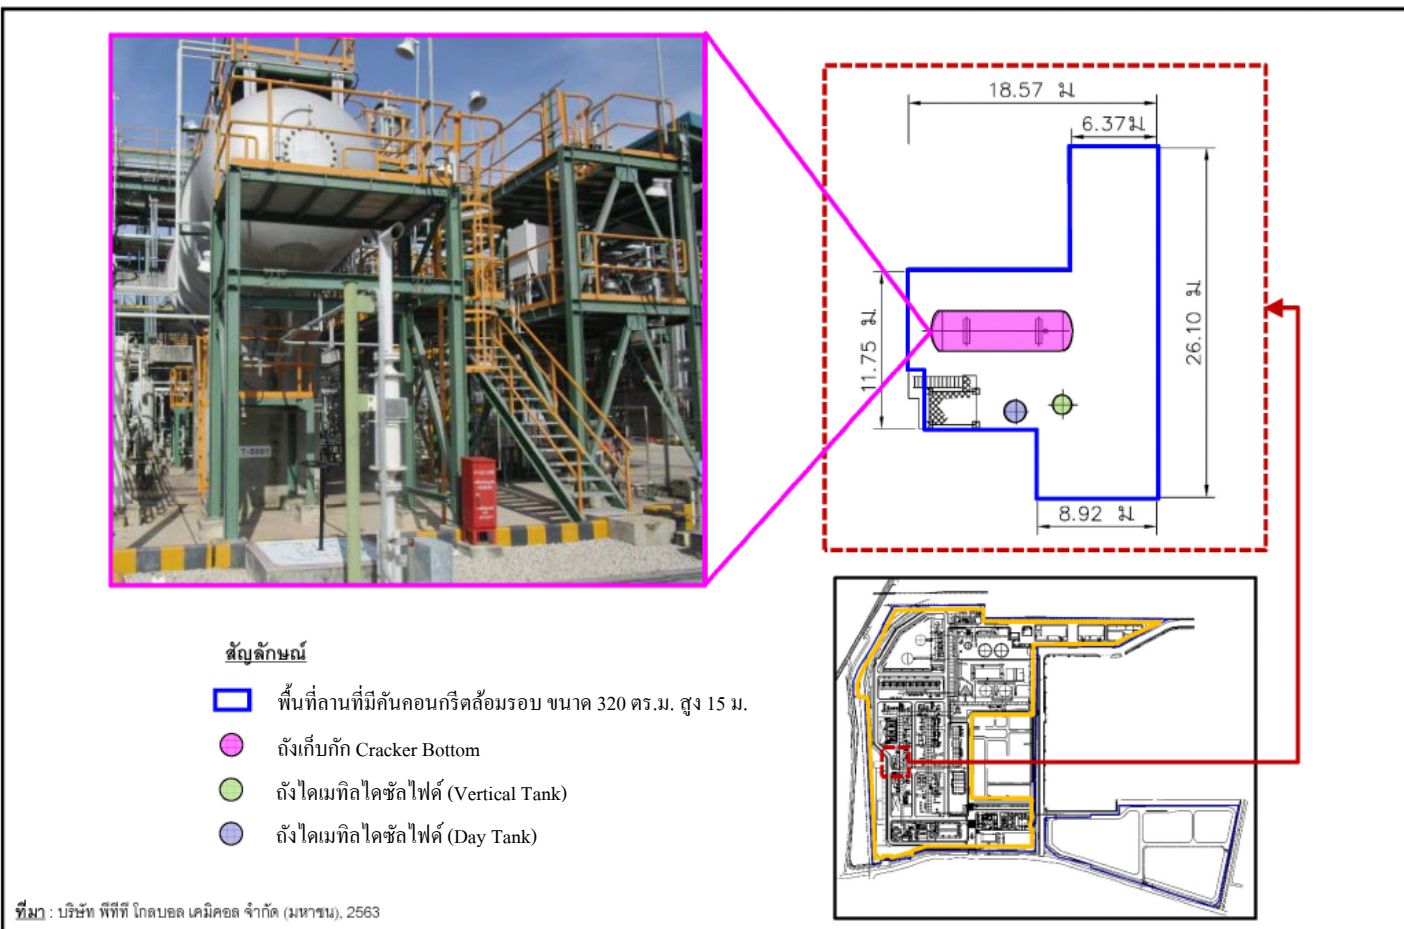 18.57 ม
6.37ม
11.75 ม
26.10 ม
8.92 ม
สัญลักษณ์
พื้นที่ลานที่มีคันคอนกรีตล้อมรอบ ขนาด 320 ตร.ม. สูง 15 ม.
ถังเก็บกัก Cracker Bottom
ถังไดเมทิลไดซัลไฟด์ (Vertical Tank)
ถังไดเมทิลไดซัลไฟด์ (Day Tank)
ที่มา : บริษัท พีทีที โกลบอล เคมิคอล จำกัด (มหาชน), 2563